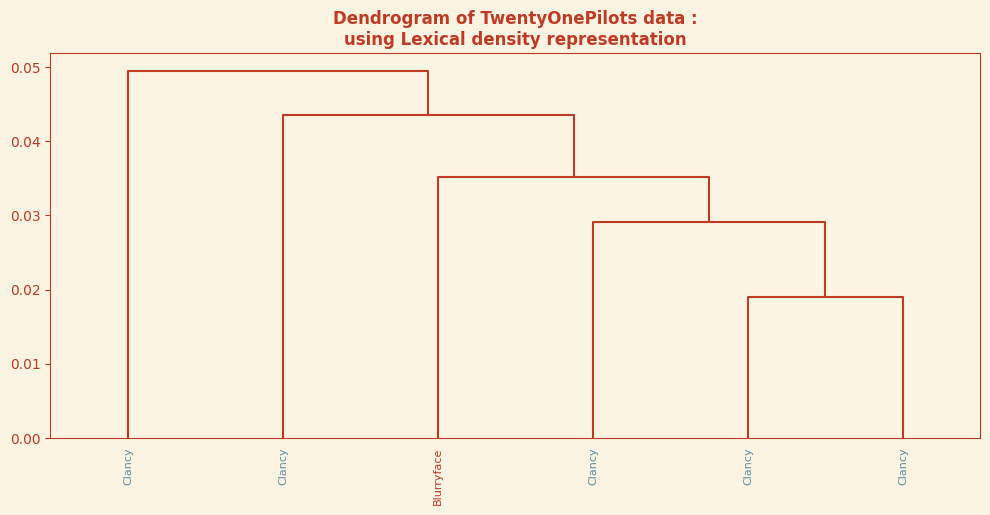 Dendrogram of TwentyOnePilots data :
using Lexical density representation
0.05
0.04
0.03
0.02
0.01
0.00
Clancy
Clancy
Blurryface
Clancy
Clancy
Clancy